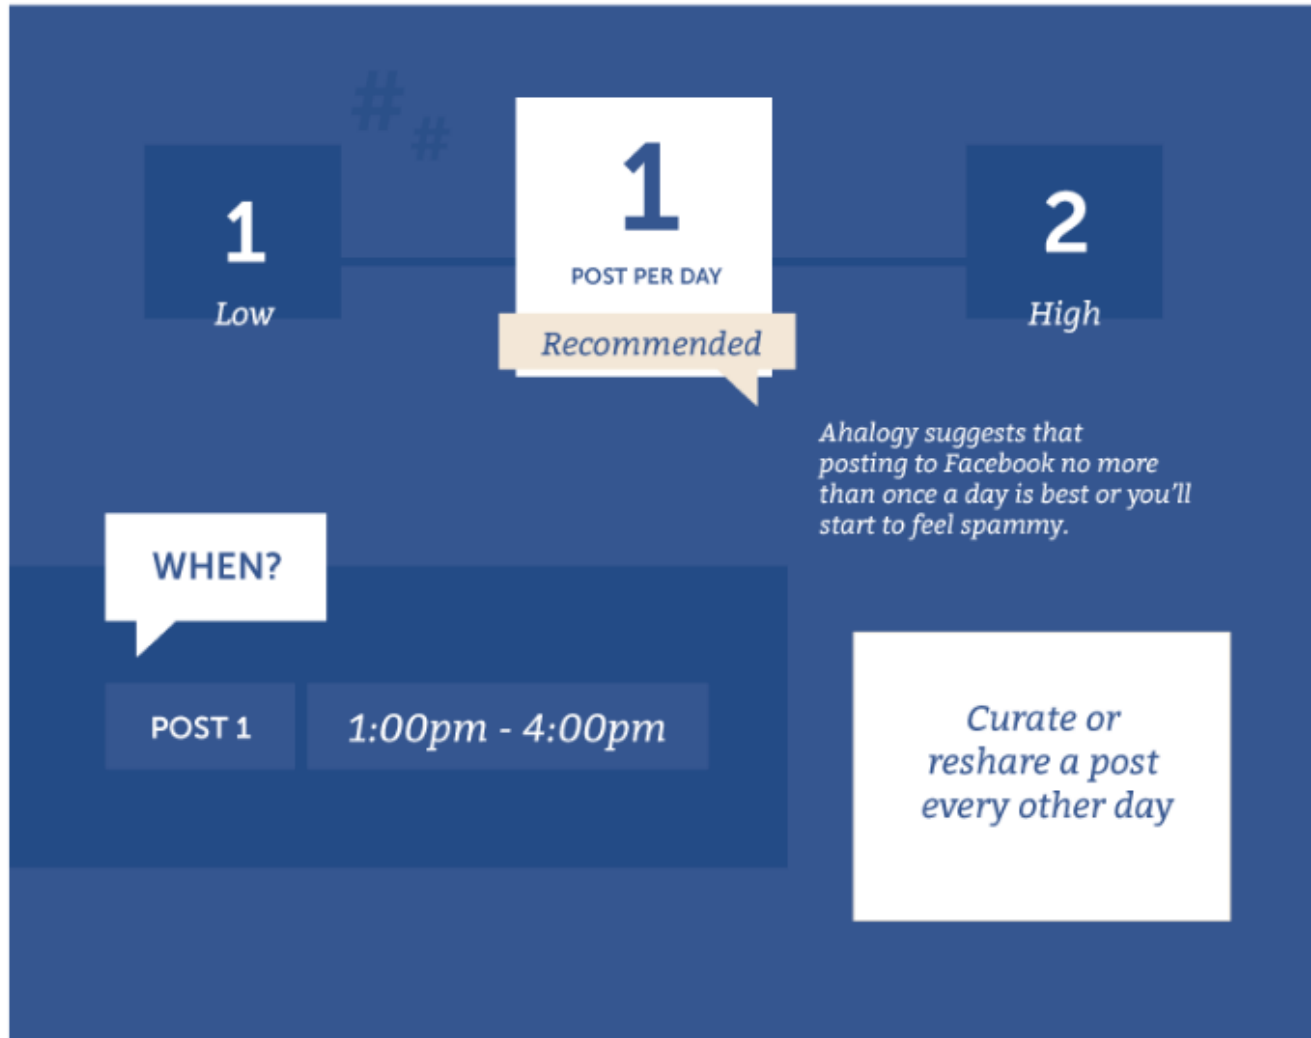 #
#
1
Low
1
POST PER DAY
Recommended
2
High
Ahalogy suggests that
posting to Facebook no more
than once a day is best or you'll
start to feel spammy.
WHEN?
POST 1
1:00pm - 4:00pm
Curate or
reshare a post
every other day